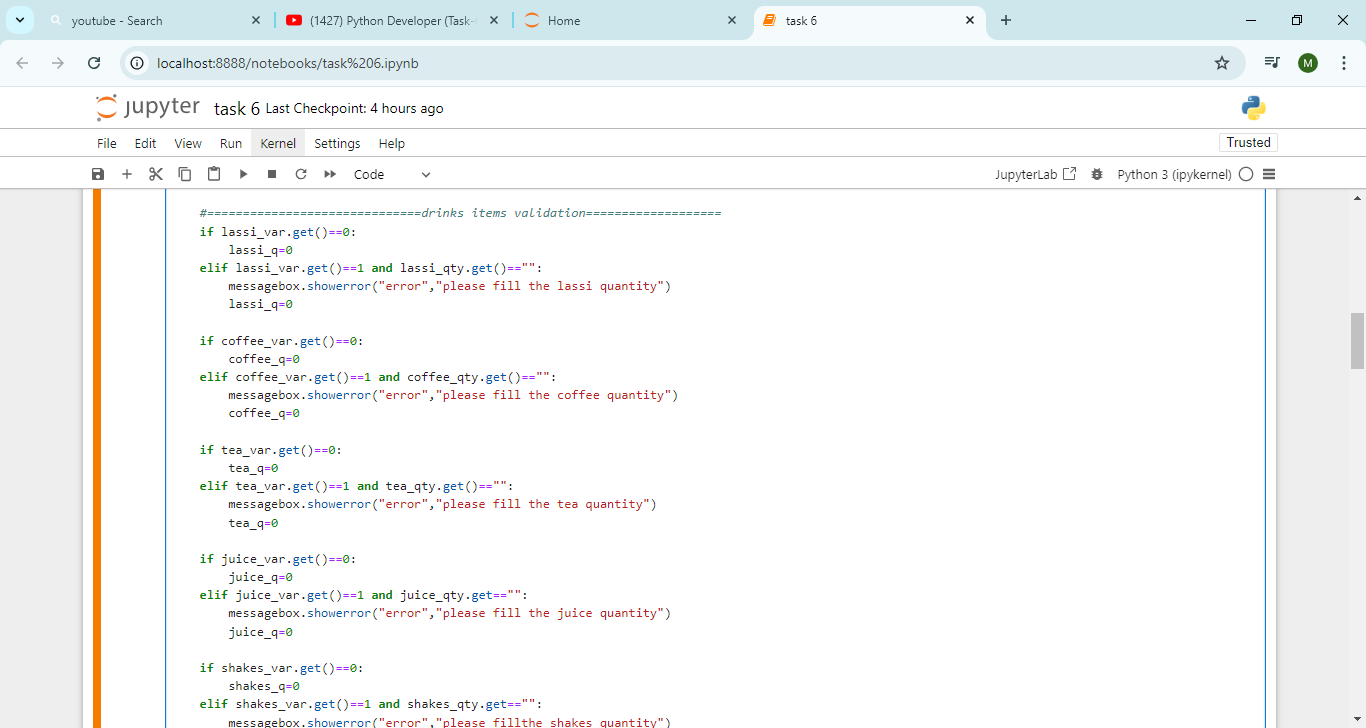 youtube - Search
(1427) Python Developer (Task-
Home
task 6
localhost:8888/notebooks/task%206.ipynb
M
jupyter task 6 Last Checkpoint: 4 hours ago
File Edit View Run Kernel Settings Help
Trusted
Code
JupyterLab
Python 3 (ipykernel)
#==============================drinks items validation===================
if lassi_var.get()==0:
    lassi_q=0
elif lassi_var.get()==1 and lassi_qty.get()=="":
    messagebox.showerror("error","please fill the lassi quantity")
    lassi_q=0
if coffee_var.get()==0:
    coffee_q=0
elif coffee_var.get()==1 and coffee_qty.get()=="":
    messagebox.showerror("error","please fill the coffee quantity")
    coffee_q=0
if tea_var.get()==0:
    tea_q=0
elif tea_var.get()==1 and tea_qty.get()=="":
    messagebox.showerror("error","please fill the tea quantity")
    tea_q=0
if juice_var.get()==0:
    juice_q=0
elif juice_var.get()==1 and juice_qty.get=="":
    messagebox.showerror("error","please fill the juice quantity")
    juice_q=0
if shakes_var.get()==0:
    shakes_q=0
elif shakes_var.get()==1 and shakes_qty.get=="":
    messagebox.showerror("error","please fillthe shakes quantity")